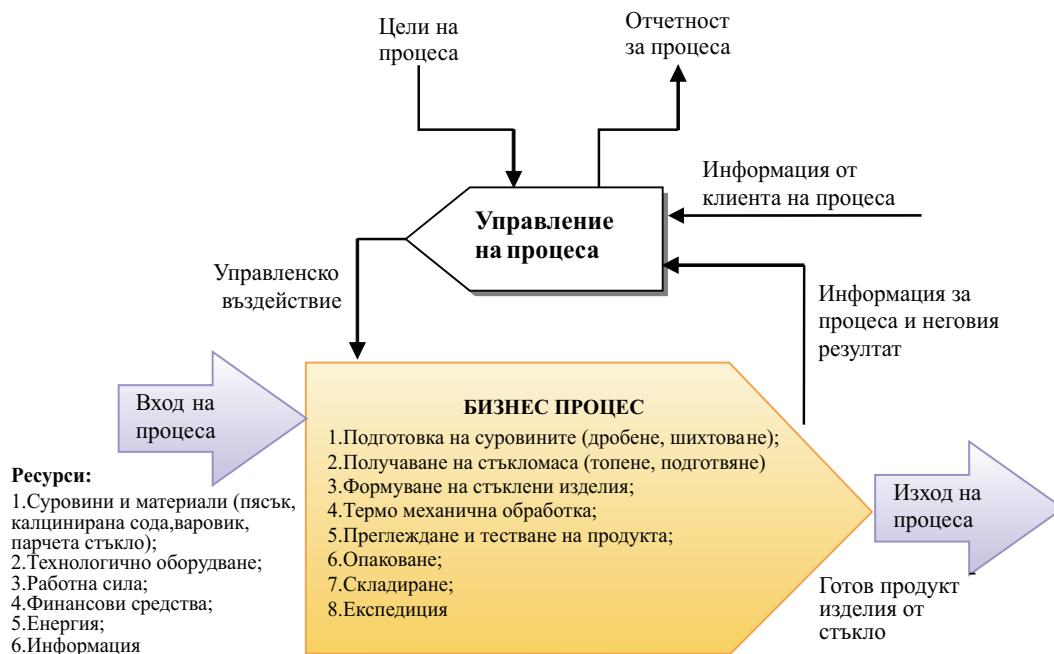 Цели на
процеса
Отчетност
за процеса
Информация от
клиента на процеса
Управление
на процеса
Управленско
въздействие
Информация за
процеса и неговия
резултат
Вход на
процеса
БИЗНЕС ПРОЦЕС
1.Подготовка на суровините (дробене, шихтоване);
2.Получаване на стъкломаса (топене, подготвяне)
3.Формуване на стъклени изделия;
4.Термо механична обработка;
5.Преглеждане и тестване на продукта;
6.Опаковане;
7.Складиране;
8.Експедиция
Ресурси:
1.Суровини и материали (пясък,
калцинирана сода,варовик,
парчета стъкло);
2.Технологично оборудване;
3.Работна сила;
4.Финансови средства;
5.Енергия;
6.Информация
Изход на
процеса
Готов продукт
изделия от
стъкло